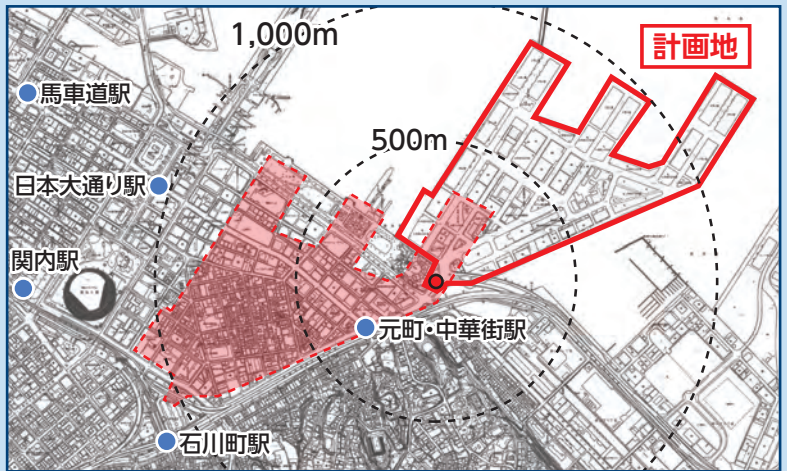 1,000m
計画地
馬車道駅
500m
日本大通り駅
関内駅
元町・中華街駅
石川町駅